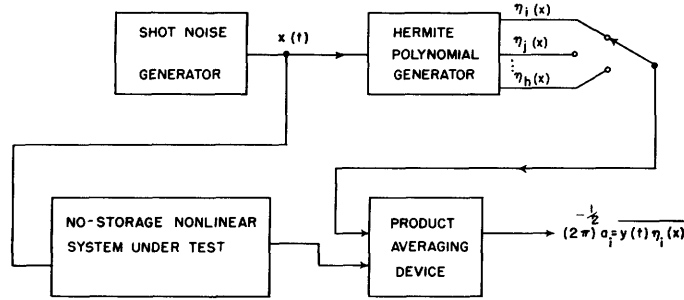 SHOT NOISE
GENERATOR
x (t)
HERMITE
POLYNOMIAL
GENERATOR
η_i(x)
η_j(x)
⋮
η_h(x)
NO-STORAGE NONLINEAR
SYSTEM UNDER TEST
PRODUCT
AVERAGING
DEVICE
(2π)^{-1/2} a_i = \overline{y(t) η_i(x)}